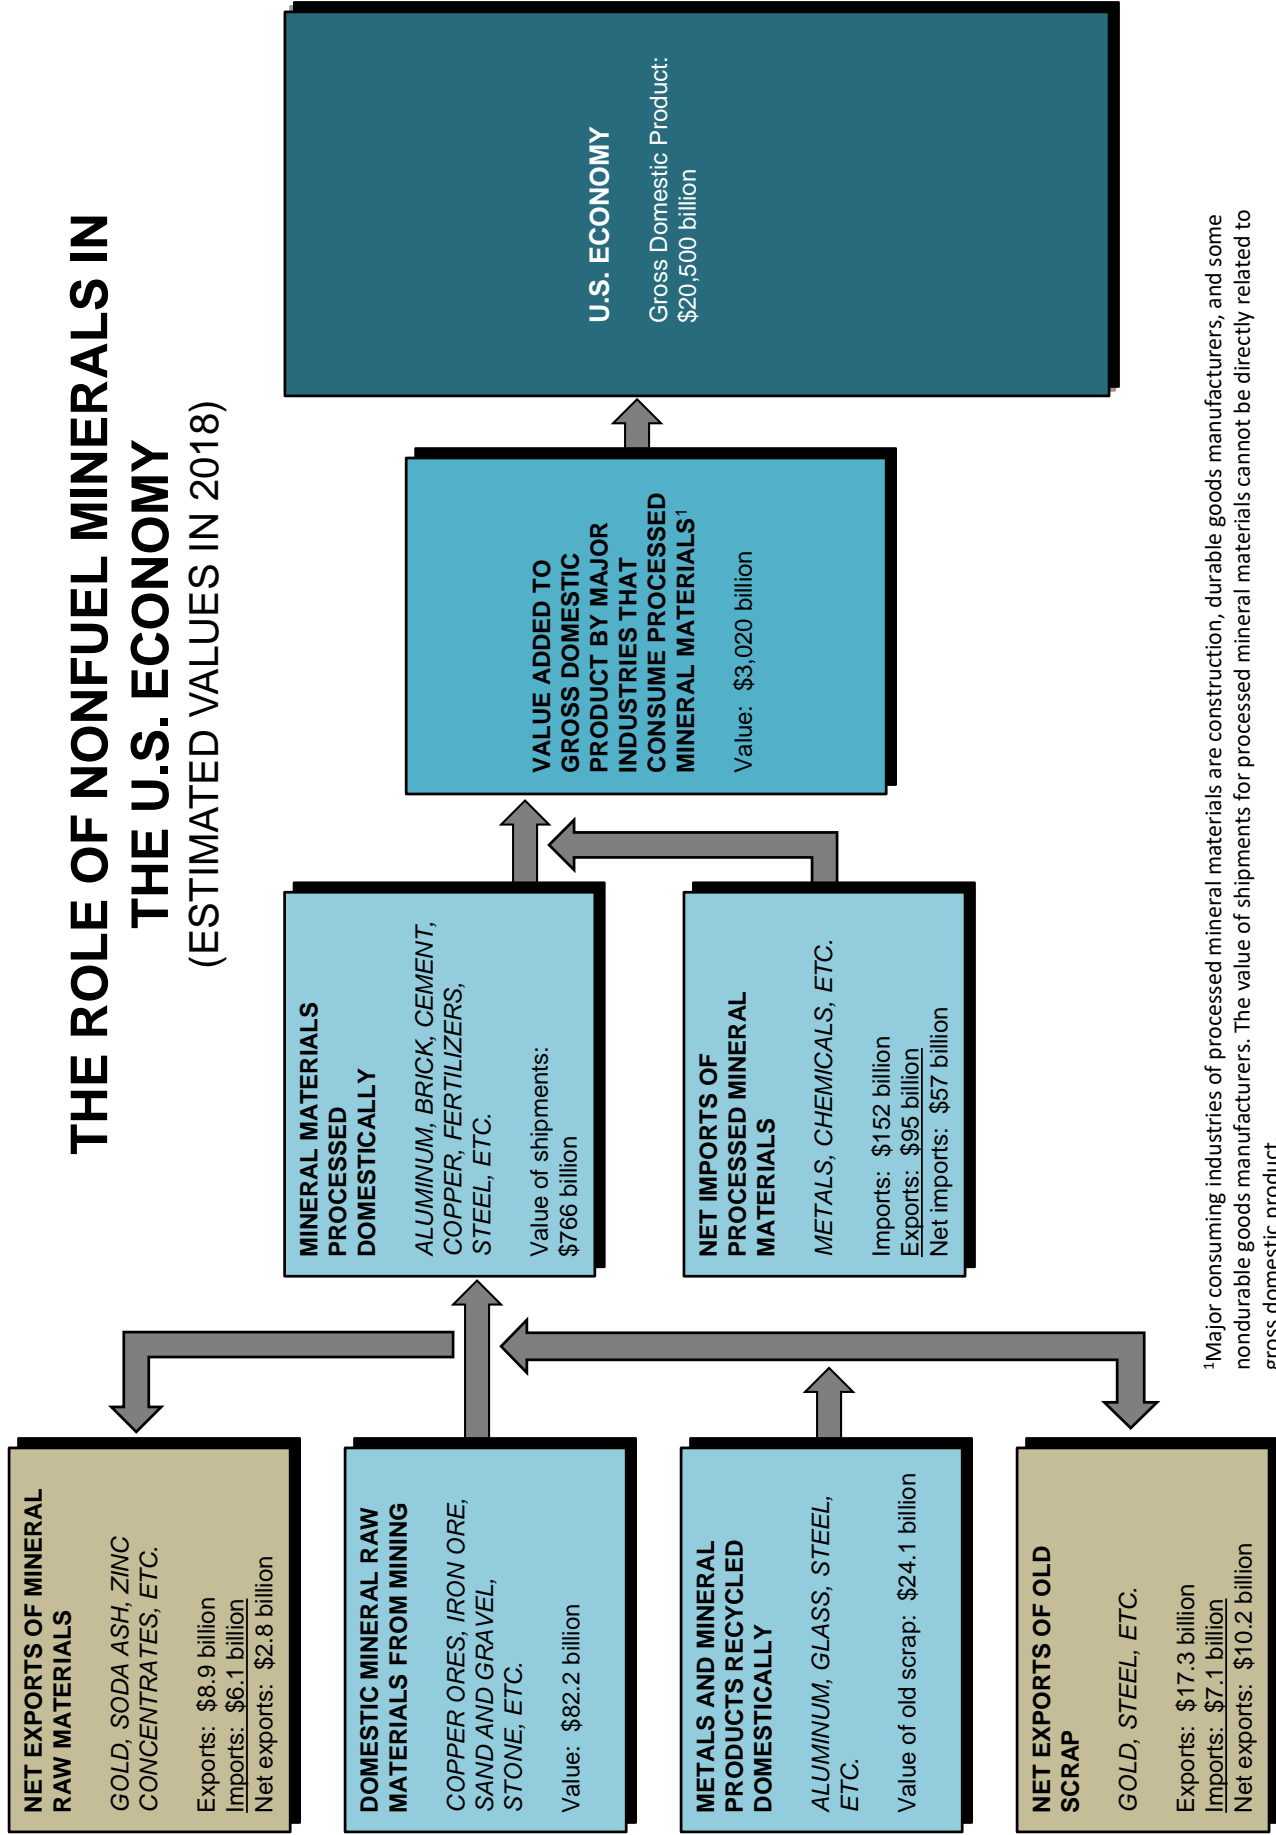 THE ROLE OF NONFUEL MINERALS IN
THE U.S. ECONOMY
(ESTIMATED VALUES IN 2018)
NET EXPORTS OF MINERAL
RAW MATERIALS
GOLD, SODA ASH, ZINC
CONCENTRATES, ETC.
Exports: $8.9 billion
Imports: $6.1 billion
Net exports: $2.8 billion
DOMESTIC MINERAL RAW
MATERIALS FROM MINING
COPPER ORES, IRON ORE,
SAND AND GRAVEL,
STONE, ETC.
Value: $82.2 billion
METALS AND MINERAL
PRODUCTS RECYCLED
DOMESTICALLY
ALUMINUM, GLASS, STEEL,
ETC.
Value of old scrap: $24.1 billion
NET EXPORTS OF OLD
SCRAP
GOLD, STEEL, ETC.
Exports: $17.3 billion
Imports: $7.1 billion
Net exports: $10.2 billion
MINERAL MATERIALS
PROCESSED
DOMESTICALLY
ALUMINUM, BRICK, CEMENT,
COPPER, FERTILIZERS,
STEEL, ETC.
Value of shipments:
$766 billion
NET IMPORTS OF
PROCESSED MINERAL
MATERIALS
METALS, CHEMICALS, ETC.
Imports: $152 billion
Exports: $95 billion
Net imports: $57 billion
VALUE ADDED TO
GROSS DOMESTIC
PRODUCT BY MAJOR
INDUSTRIES THAT
CONSUME PROCESSED
MINERAL MATERIALS¹
Value: $3,020 billion
U.S. ECONOMY
Gross Domestic Product:
$20,500 billion
¹Major consuming industries of processed mineral materials are construction, durable goods manufacturers, and some
nondurable goods manufacturers. The value of shipments for processed mineral materials cannot be directly related to
gross domestic product